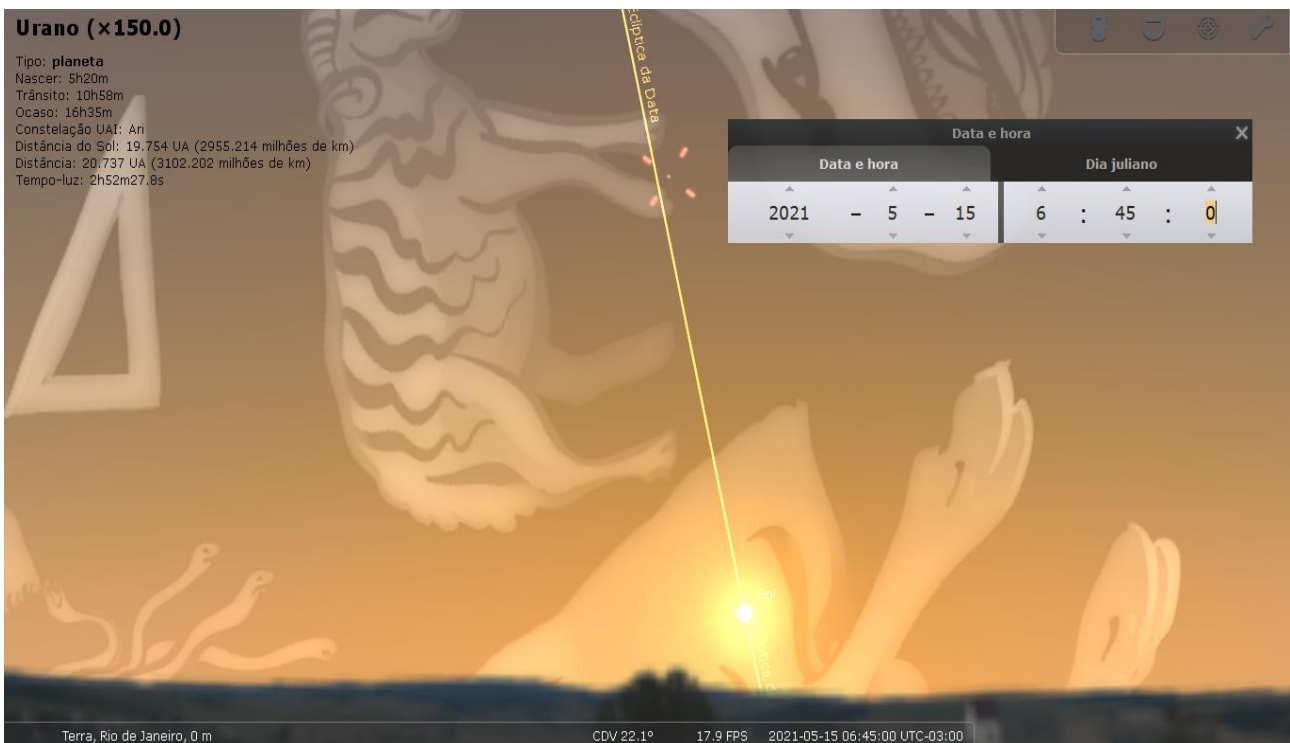 Urano (×150.0)
Tipo: planeta
Nascer: 5h20m
Trânsito: 10h58m
Ocaso: 16h35m
Constelação UAI: Ari
Distância do Sol: 19.754 UA (2955.214 milhões de km)
Distância: 20.737 UA (3102.202 milhões de km)
Tempo-luz: 2h52m27.8s
Eclíptica da Data
Data e hora
Data e hora
Dia juliano
2021 - 5 - 15 6 : 45 : 0
Sol
Terra, Rio de Janeiro, 0 m
CDV 22.1° 17.9 FPS 2021-05-15 06:45:00 UTC-03:00